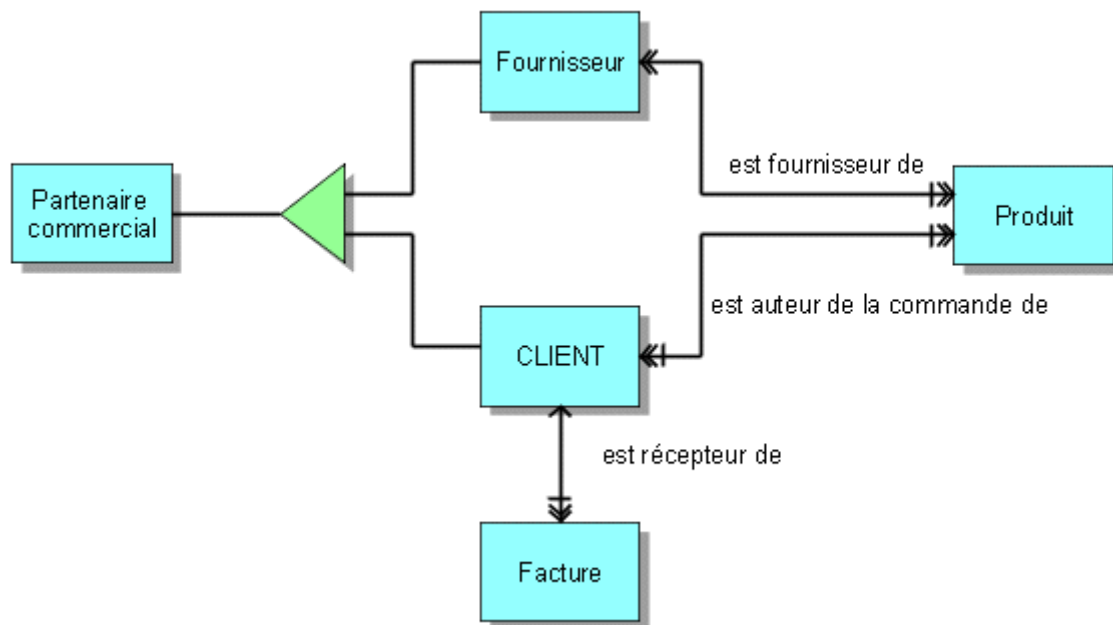 Fournisseur
est fournisseur de
Partenaire
commercial
Produit
est auteur de la commande de
CLIENT
est récepteur de
Facture